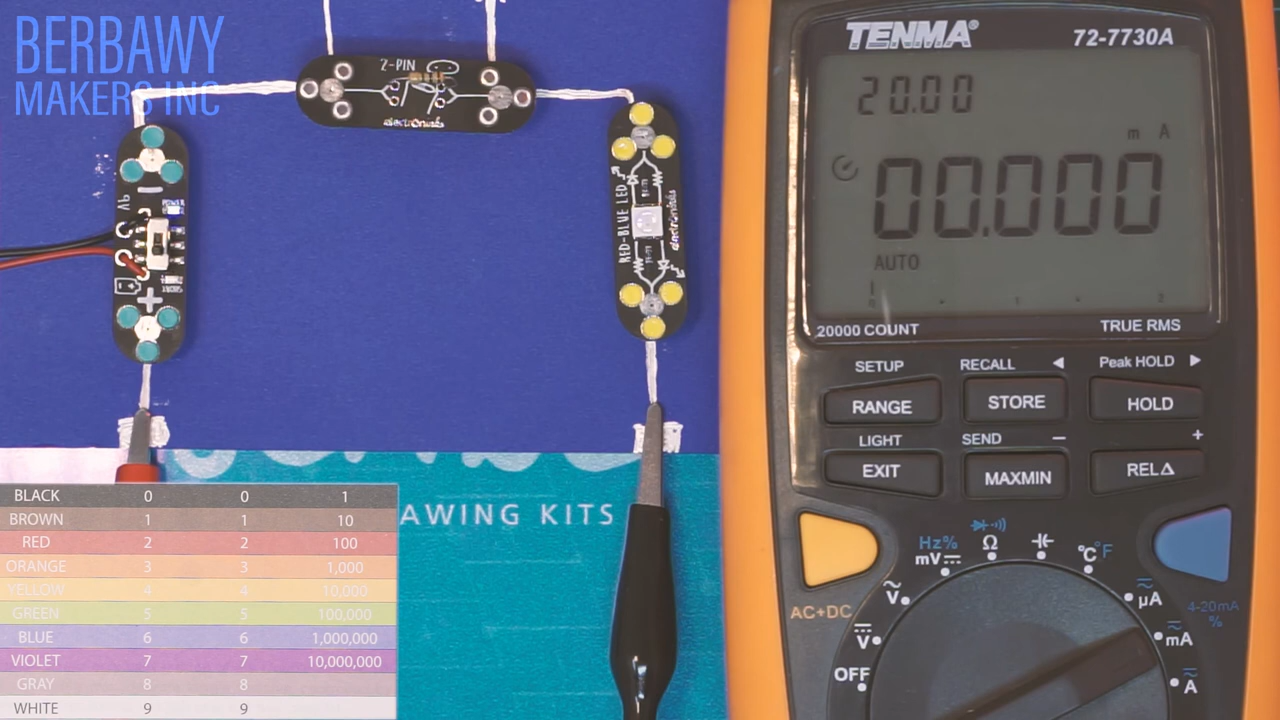 BERBAWY
MAKERS INC
2-PIN
electroninks
VP
RED-BLUE LED
electroninks
AWING KITS
BLACK 0 0 1
BROWN 1 1 10
RED 2 2 100
ORANGE 3 3 1,000
YELLOW 4 4 10,000
GREEN 5 5 100,000
BLUE 6 6 1,000,000
VIOLET 7 7 10,000,000
GRAY 8 8
WHITE 9 9
TENMA® 72-7730A
20.00
m A
00.000
AUTO
20000 COUNT TRUE RMS
SETUP RECALL ◄ Peak HOLD ►
RANGE STORE HOLD
LIGHT SEND − +
EXIT MAXMIN RELΔ
Hz%
mV Ω °C°F
V µA
AC+DC 4-20mA
%
V mA
OFF A